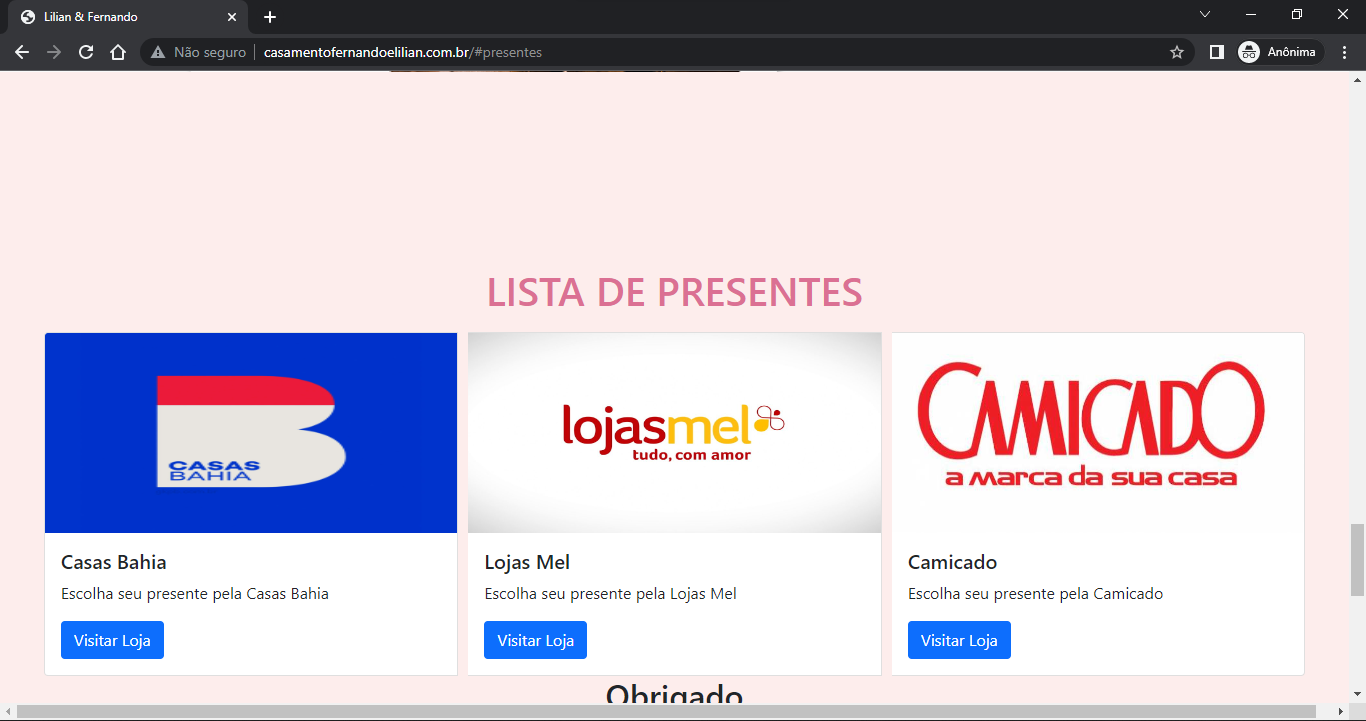 Lilian & Fernando
Não seguro
casamentofernandoelilian.com.br/#presentes
Anônima
LISTA DE PRESENTES
CASAS
BAHIA
lojasmel
tudo, com amor
CAMICADO
a marca da sua casa
Casas Bahia
Escolha seu presente pela Casas Bahia
Visitar Loja
Lojas Mel
Escolha seu presente pela Lojas Mel
Visitar Loja
Camicado
Escolha seu presente pela Camicado
Visitar Loja
Obrigado